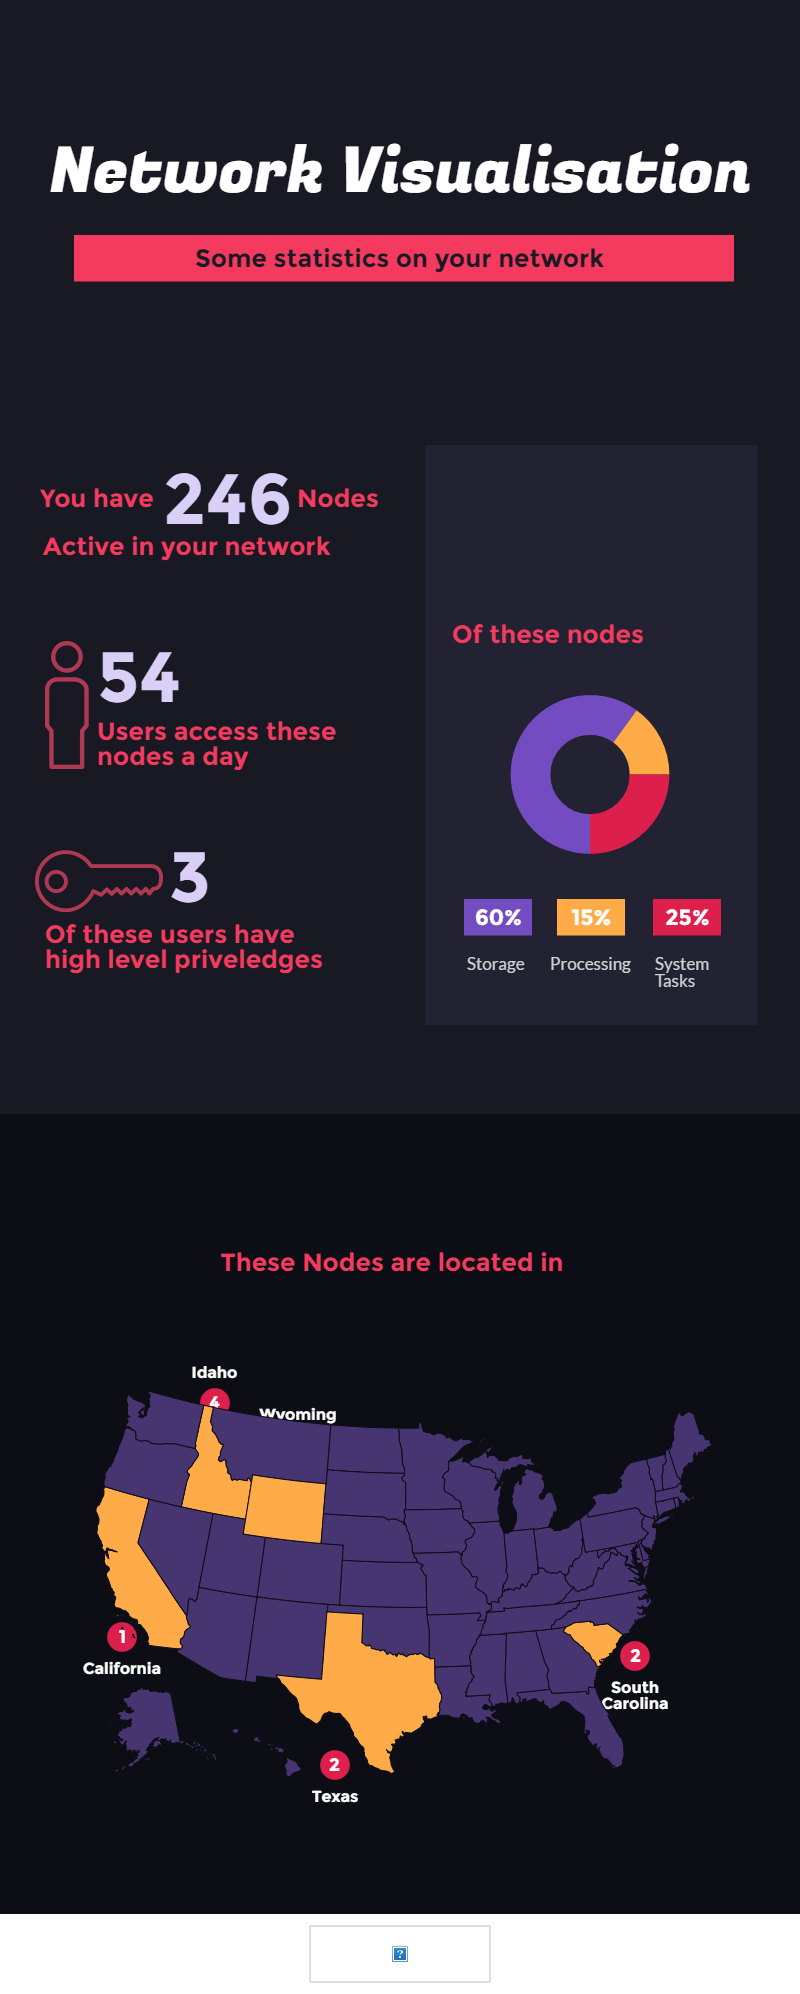 Network Visualisation
Some statistics on your network
You have 246 Nodes
Active in your network
54
Users access these
nodes a day
3
Of these users have
high level priveledges
Of these nodes
60% 15% 25%
Storage Processing System
Tasks
These Nodes are located in
Idaho
4
Wyoming
1
California
2
South
Carolina
2
Texas
?